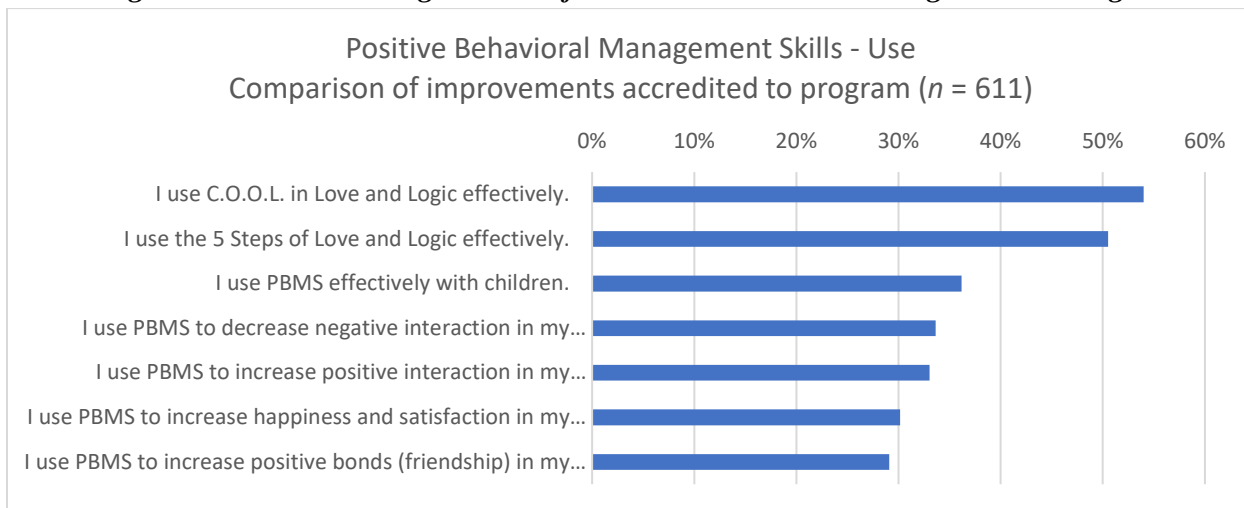 Positive Behavioral Management Skills - Use
Comparison of improvements accredited to program (n = 611)
0% 10% 20% 30% 40% 50% 60%
I use C.O.O.L. in Love and Logic effectively.
I use the 5 Steps of Love and Logic effectively.
I use PBMS effectively with children.
I use PBMS to decrease negative interaction in my...
I use PBMS to increase positive interaction in my...
I use PBMS to increase happiness and satisfaction in my...
I use PBMS to increase positive bonds (friendship) in my...